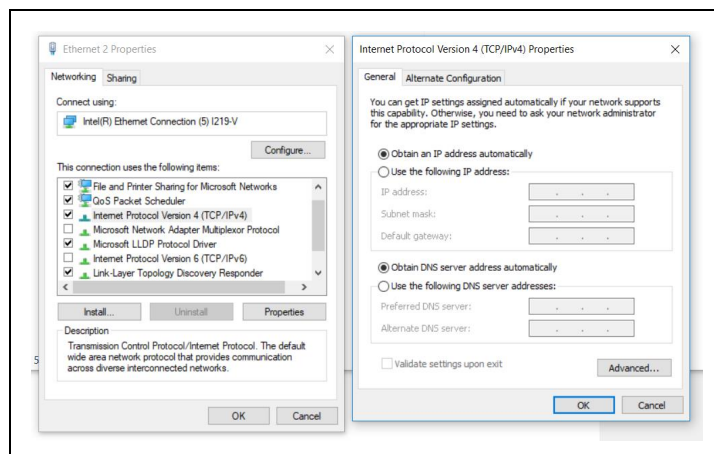 Ethernet 2 Properties
Networking Sharing
Connect using:
Intel(R) Ethernet Connection (5) I219-V
Configure...
This connection uses the following items:
File and Printer Sharing for Microsoft Networks
QoS Packet Scheduler
Internet Protocol Version 4 (TCP/IPv4)
Microsoft Network Adapter Multiplexor Protocol
Microsoft LLDP Protocol Driver
Internet Protocol Version 6 (TCP/IPv6)
Link-Layer Topology Discovery Responder
Install... Uninstall Properties
Description
Transmission Control Protocol/Internet Protocol. The default
wide area network protocol that provides communication
across diverse interconnected networks.
OK Cancel
5
Internet Protocol Version 4 (TCP/IPv4) Properties
General Alternate Configuration
You can get IP settings assigned automatically if your network supports
this capability. Otherwise, you need to ask your network administrator
for the appropriate IP settings.
Obtain an IP address automatically
Use the following IP address:
IP address: . . .
Subnet mask: . . .
Default gateway: . . .
Obtain DNS server address automatically
Use the following DNS server addresses:
Preferred DNS server: . . .
Alternate DNS server: . . .
Validate settings upon exit
Advanced...
OK Cancel